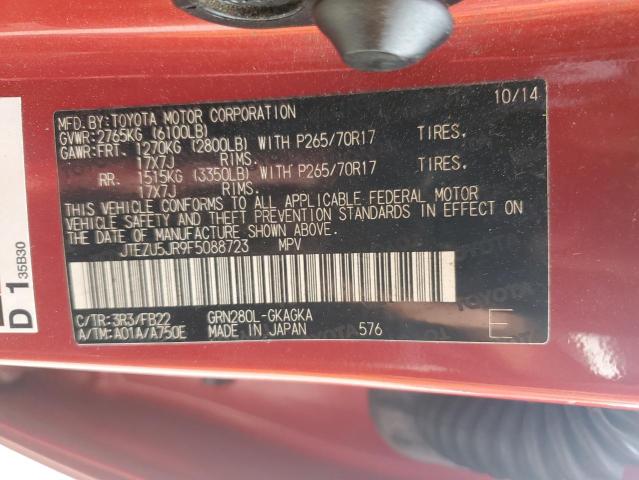 10/14
MFD.BY:TOYOTA MOTOR CORPORATION
GVWR:2765KG (6100LB)
GAWR:FRT. 1270KG (2800LB) WITH P265/70R17 TIRES.
17X7J RIMS.
RR. 1515KG (3350LB) WITH P265/70R17 TIRES.
17X7J RIMS.
THIS VEHICLE CONFORMS TO ALL APPLICABLE FEDERAL MOTOR
VEHICLE SAFETY AND THEFT PREVENTION STANDARDS IN EFFECT ON
THE DATE OF MANUFACTURE SHOWN ABOVE.
JTEZU5JR9F5088723 MPV
C/TR:3R3/FB22 GRN280L-GKAGKA
A/TM:A01A/A750E MADE IN JAPAN 576
E
D 1 35B30